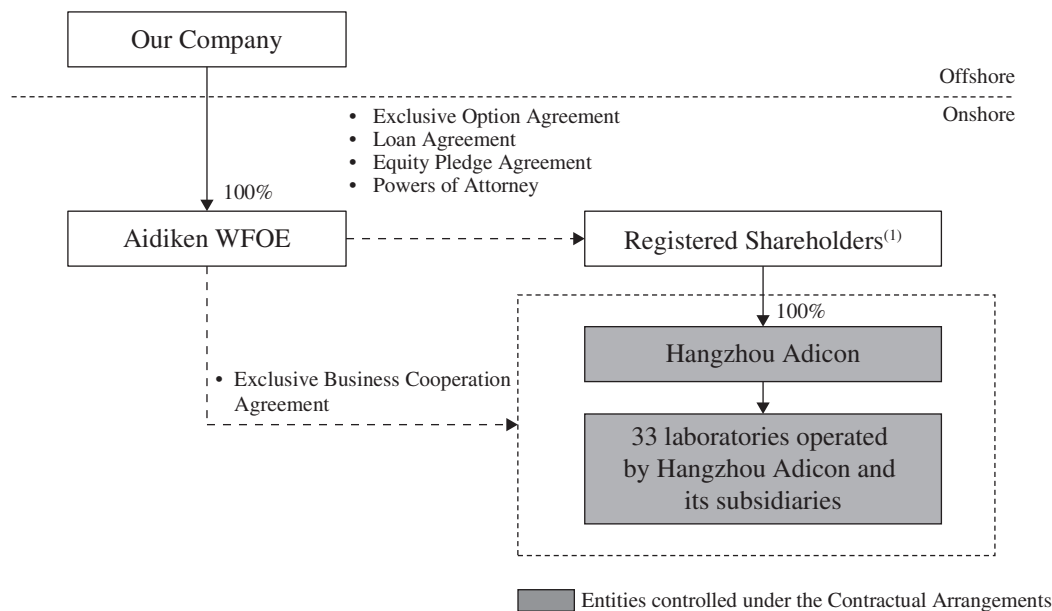 Our Company
Offshore
Onshore
• Exclusive Option Agreement
• Loan Agreement
• Equity Pledge Agreement
• Powers of Attorney
100%
Aidiken WFOE
Registered Shareholders(1)
100%
Hangzhou Adicon
• Exclusive Business Cooperation
Agreement
33 laboratories operated
by Hangzhou Adicon and
its subsidiaries
Entities controlled under the Contractual Arrangements